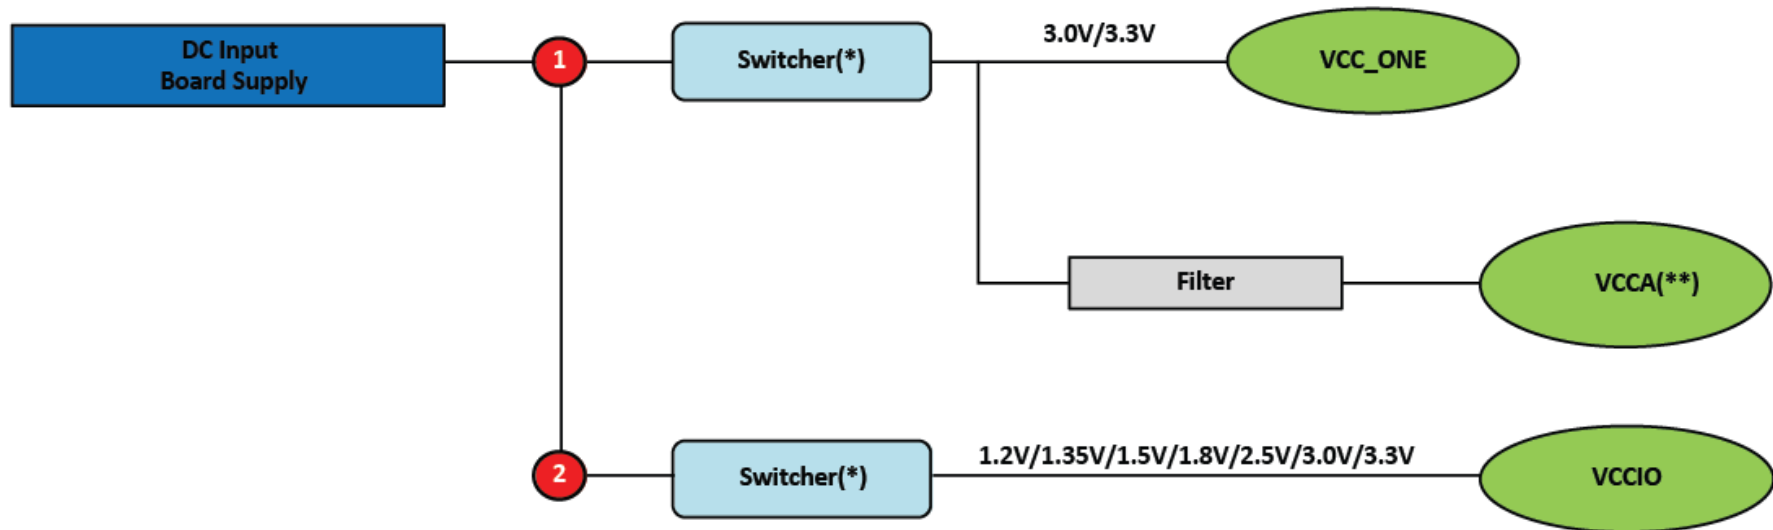 DC Input
Board Supply
1
Switcher(*)
3.0V/3.3V
VCC_ONE
Filter
VCCA(**)
2
Switcher(*)
1.2V/1.35V/1.5V/1.8V/2.5V/3.0V/3.3V
VCCIO